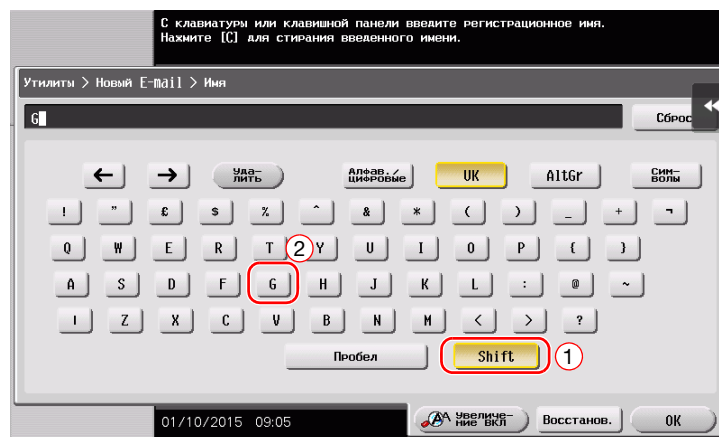 С клавиатуры или клавишной панели введите регистрационное имя.
Нажмите [C] для стирания введенного имени.
Утилиты > Новый E-mail > Имя
G
Сброс
← → Уда-
лить
Алфав./
цифровые
UK AltGr Сим-
волы
! " £ $ % ^ & * ( ) _ + ¬
Q W E R T 2 Y U I O P { }
A S D F G H J K L : @ ~
| Z X C V B N M < > ?
Пробел Shift 1
01/10/2015 09:05
Увеличе-
ние вкл
Восстанов. OK